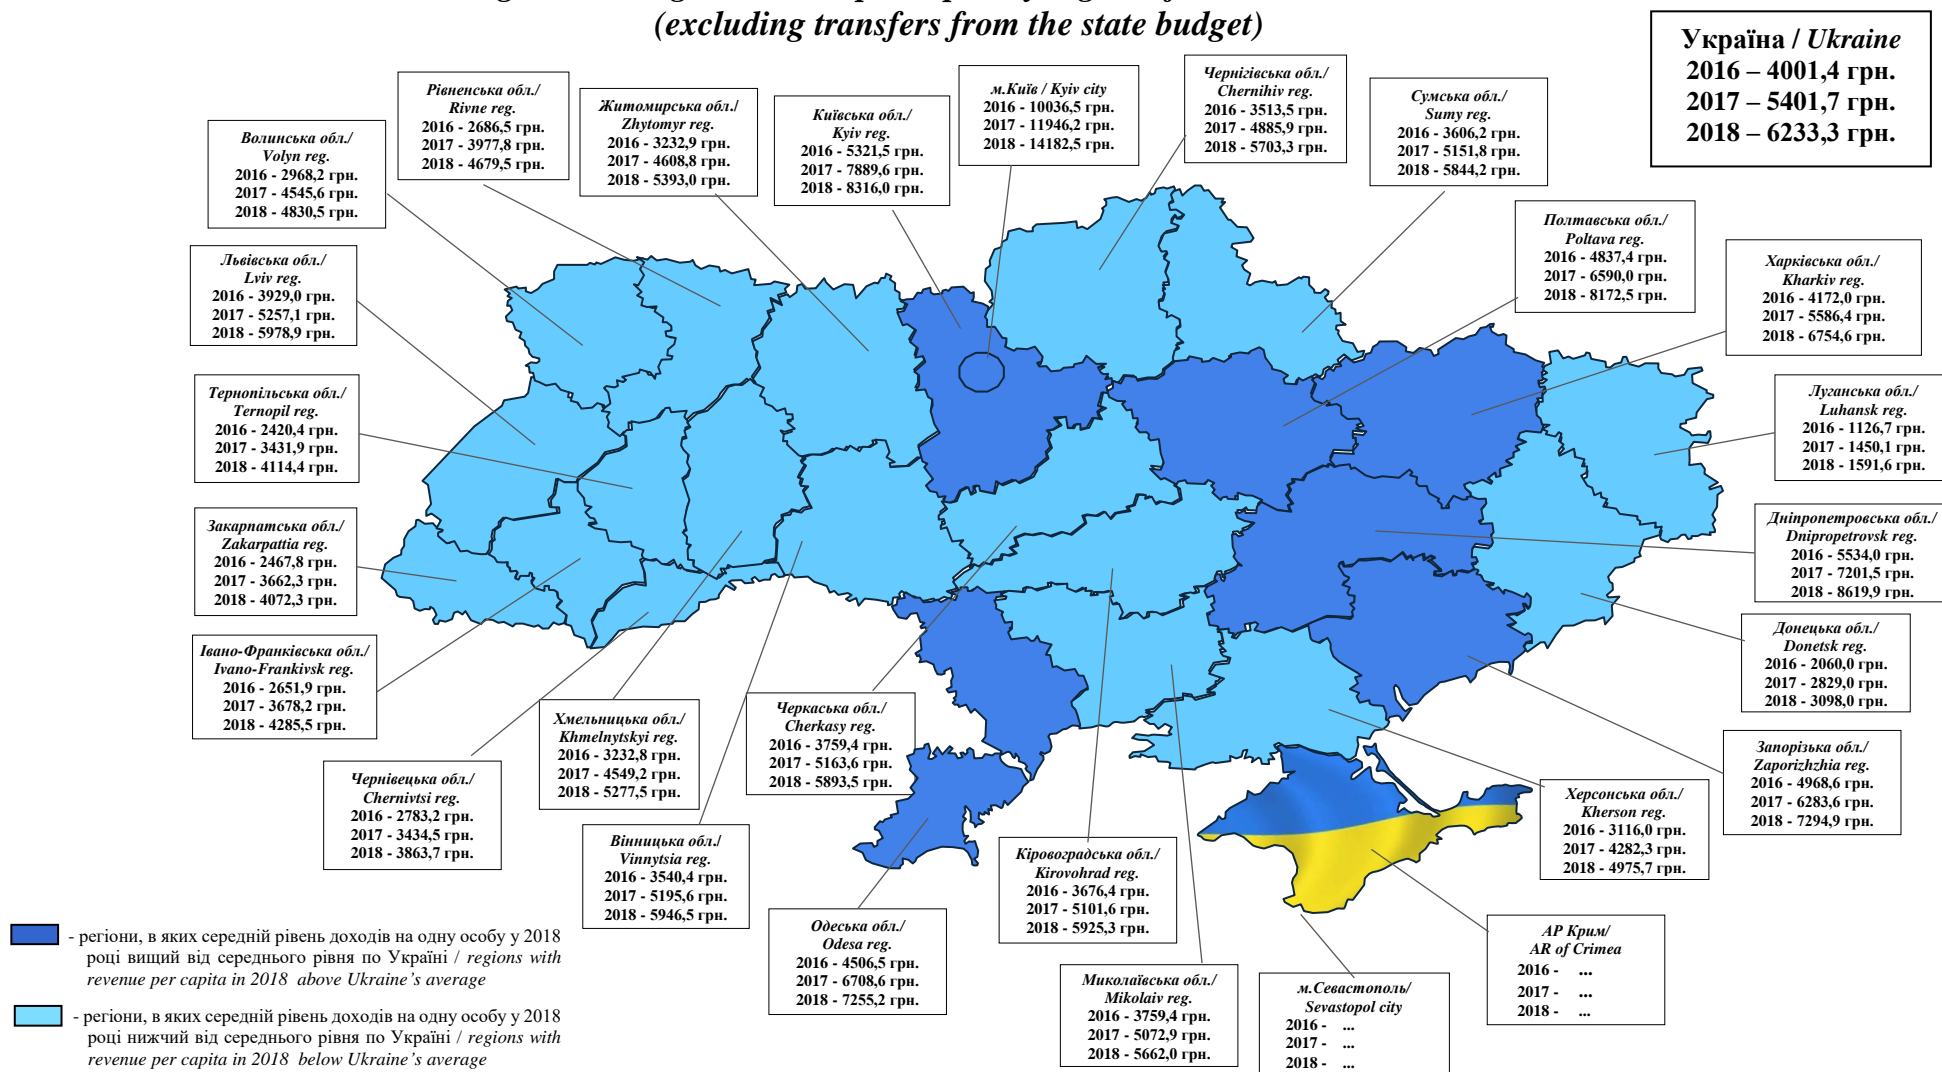 (excluding transfers from the state budget)
Україна / Ukraine
2016 – 4001,4 грн.
2017 – 5401,7 грн.
2018 – 6233,3 грн.
Рівненська обл./
Rivne reg.
2016 - 2686,5 грн.
2017 - 3977,8 грн.
2018 - 4679,5 грн.
Житомирська обл./
Zhytomyr reg.
2016 - 3232,9 грн.
2017 - 4608,8 грн.
2018 - 5393,0 грн.
Київська обл./
Kyiv reg.
2016 - 5321,5 грн.
2017 - 7889,6 грн.
2018 - 8316,0 грн.
м.Київ / Kyiv city
2016 - 10036,5 грн.
2017 - 11946,2 грн.
2018 - 14182,5 грн.
Чернігівська обл./
Chernihiv reg.
2016 - 3513,5 грн.
2017 - 4885,9 грн.
2018 - 5703,3 грн.
Сумська обл./
Sumy reg.
2016 - 3606,2 грн.
2017 - 5151,8 грн.
2018 - 5844,2 грн.
Волинська обл./
Volyn reg.
2016 - 2968,2 грн.
2017 - 4545,6 грн.
2018 - 4830,5 грн.
Полтавська обл./
Poltava reg.
2016 - 4837,4 грн.
2017 - 6590,0 грн.
2018 - 8172,5 грн.
Львівська обл./
Lviv reg.
2016 - 3929,0 грн.
2017 - 5257,1 грн.
2018 - 5978,9 грн.
Харківська обл./
Kharkiv reg.
2016 - 4172,0 грн.
2017 - 5586,4 грн.
2018 - 6754,6 грн.
Тернопільська обл./
Ternopil reg.
2016 - 2420,4 грн.
2017 - 3431,9 грн.
2018 - 4114,4 грн.
Луганська обл./
Luhansk reg.
2016 - 1126,7 грн.
2017 - 1450,1 грн.
2018 - 1591,6 грн.
Закарпатська обл./
Zakarpattia reg.
2016 - 2467,8 грн.
2017 - 3662,3 грн.
2018 - 4072,3 грн.
Дніпропетровська обл./
Dnipropetrovsk reg.
2016 - 5534,0 грн.
2017 - 7201,5 грн.
2018 - 8619,9 грн.
Івано-Франківська обл./
Ivano-Frankivsk reg.
2016 - 2651,9 грн.
2017 - 3678,2 грн.
2018 - 4285,5 грн.
Донецька обл./
Donetsk reg.
2016 - 2060,0 грн.
2017 - 2829,0 грн.
2018 - 3098,0 грн.
Чернівецька обл./
Chernivtsi reg.
2016 - 2783,2 грн.
2017 - 3434,5 грн.
2018 - 3863,7 грн.
Хмельницька обл./
Khmelnytskyi reg.
2016 - 3232,8 грн.
2017 - 4549,2 грн.
2018 - 5277,5 грн.
Черкаська обл./
Cherkasy reg.
2016 - 3759,4 грн.
2017 - 5163,6 грн.
2018 - 5893,5 грн.
Запорізька обл./
Zaporizhzhia reg.
2016 - 4968,6 грн.
2017 - 6283,6 грн.
2018 - 7294,9 грн.
Вінницька обл./
Vinnytsia reg.
2016 - 3540,4 грн.
2017 - 5195,6 грн.
2018 - 5946,5 грн.
Херсонська обл./
Kherson reg.
2016 - 3116,0 грн.
2017 - 4282,3 грн.
2018 - 4975,7 грн.
Кіровоградська обл./
Kirovohrad reg.
2016 - 3676,4 грн.
2017 - 5101,6 грн.
2018 - 5925,3 грн.
Одеська обл./
Odesa reg.
2016 - 4506,5 грн.
2017 - 6708,6 грн.
2018 - 7255,2 грн.
Миколаївська обл./
Mikolaiv reg.
2016 - 3759,4 грн.
2017 - 5072,9 грн.
2018 - 5662,0 грн.
АР Крим/
AR of Crimea
2016 - ...
2017 - ...
2018 - ...
м.Севастополь/
Sevastopol city
2016 - ...
2017 - ...
2018 - ...
- регіони, в яких середній рівень доходів на одну особу у 2018
році вищий від середнього рівня по Україні / regions with
revenue per capita in 2018 above Ukraine's average
- регіони, в яких середній рівень доходів на одну особу у 2018
році нижчий від середнього рівня по Україні / regions with
revenue per capita in 2018 below Ukraine's average